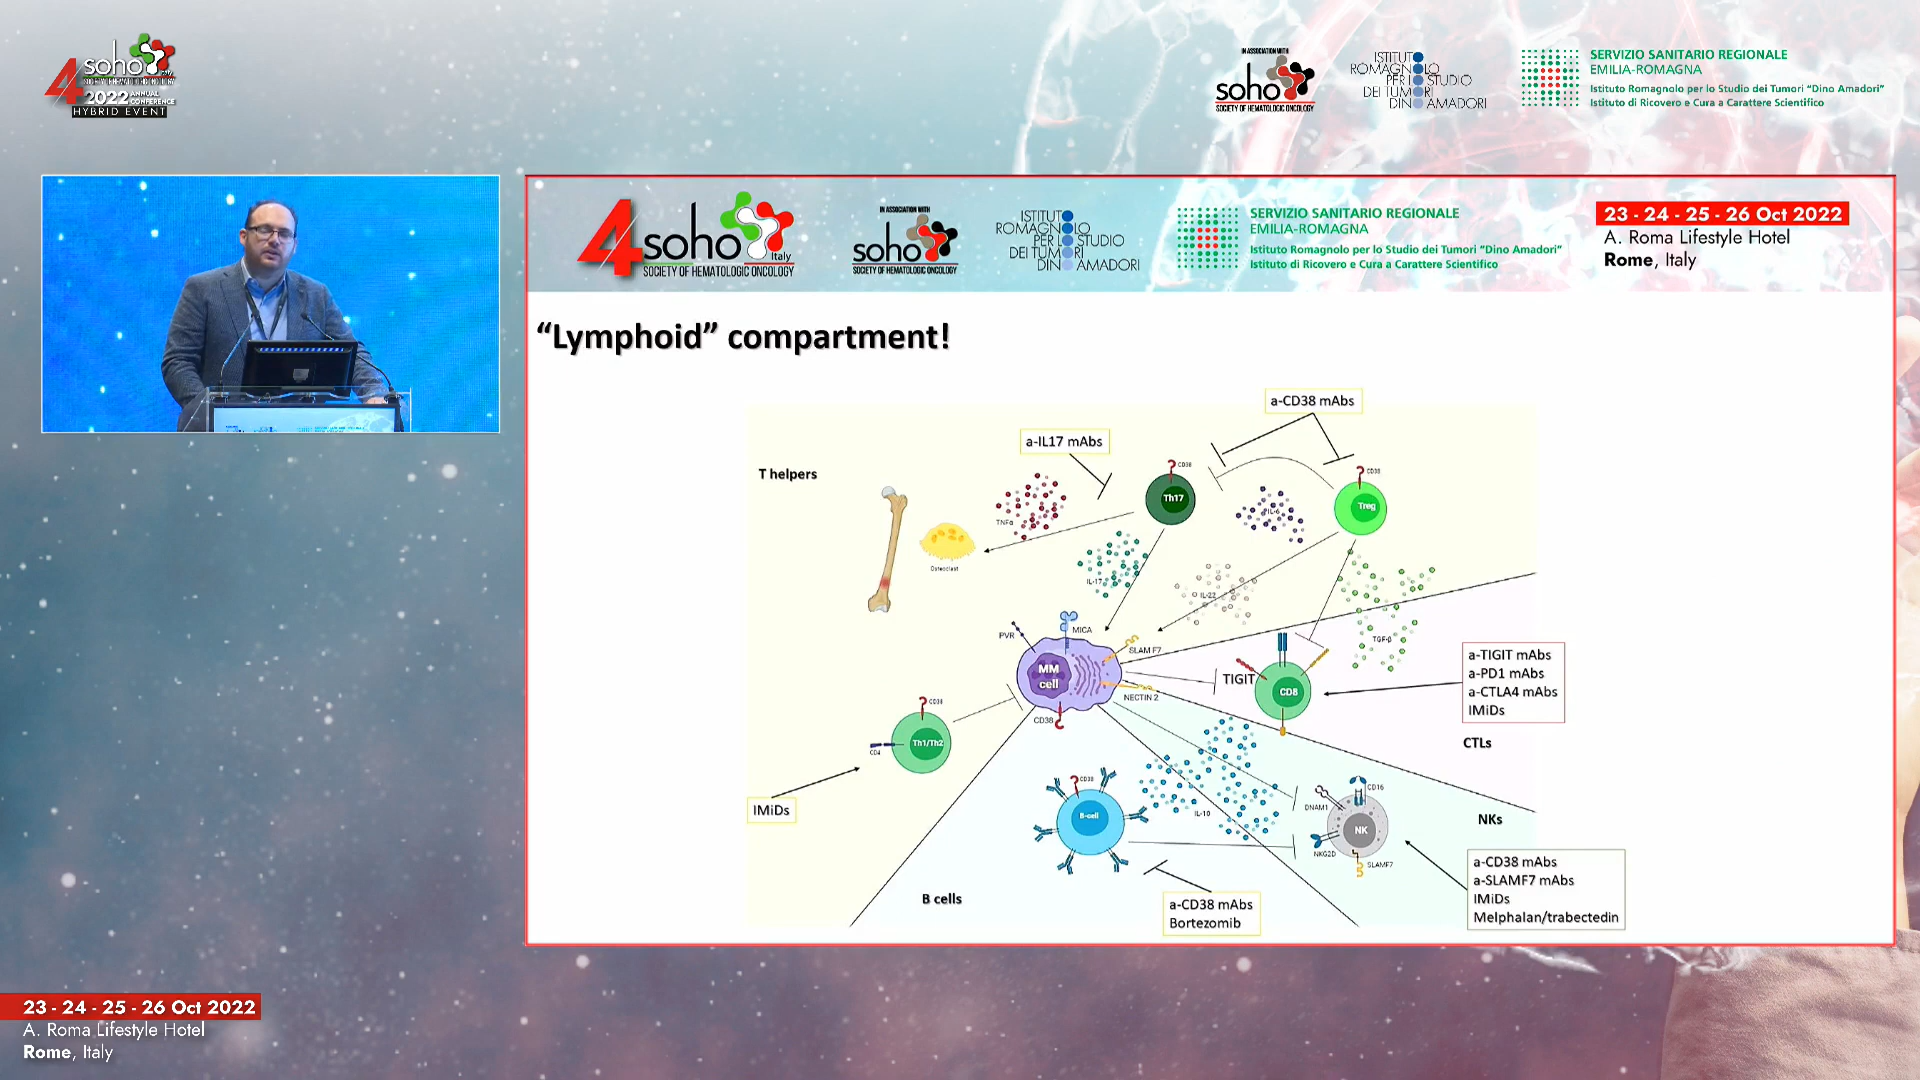 4 soho Italy
SOCIETY OF HEMATOLOGIC ONCOLOGY
2022 ANNUAL CONFERENCE
HYBRID EVENT
IN ASSOCIATION WITH
soho
SOCIETY OF HEMATOLOGIC ONCOLOGY
ISTITUTO
ROMAGNOLO
PER LO STUDIO
DEI TUMORI
DINO AMADORI
SERVIZIO SANITARIO REGIONALE
EMILIA-ROMAGNA
Istituto Romagnolo per lo Studio dei Tumori "Dino Amadori"
Istituto di Ricovero e Cura a Carattere Scientifico
4 soho Italy
SOCIETY OF HEMATOLOGIC ONCOLOGY
IN ASSOCIATION WITH
soho
SOCIETY OF HEMATOLOGIC ONCOLOGY
ISTITUTO
ROMAGNOLO
PER LO STUDIO
DEI TUMORI
DINO AMADORI
SERVIZIO SANITARIO REGIONALE
EMILIA-ROMAGNA
Istituto Romagnolo per lo Studio dei Tumori "Dino Amadori"
Istituto di Ricovero e Cura a Carattere Scientifico
23 - 24 - 25 - 26 Oct 2022
A. Roma Lifestyle Hotel
Rome, Italy
“Lymphoid” compartment!
a-CD38 mAbs
a-IL17 mAbs
T helpers
CD38
Th17
CD38
Treg
TNFα
IL-6
Osteoclast
IL-17
IL-22
TGF-β
PVR
MICA
SLAM F7
MM
cell
NECTIN 2
CD38
TIGIT
CD8
a-TIGIT mAbs
a-PD1 mAbs
a-CTLA4 mAbs
IMiDs
CTLs
CD38
CD4
Th1/Th2
IMiDs
CD38
B-cell
IL-10
CD16
DNAM1
NK
NKG2D
SLAMF7
NKs
a-CD38 mAbs
a-SLAMF7 mAbs
IMiDs
Melphalan/trabectedin
B cells
a-CD38 mAbs
Bortezomib
23 - 24 - 25 - 26 Oct 2022
A. Roma Lifestyle Hotel
Rome, Italy